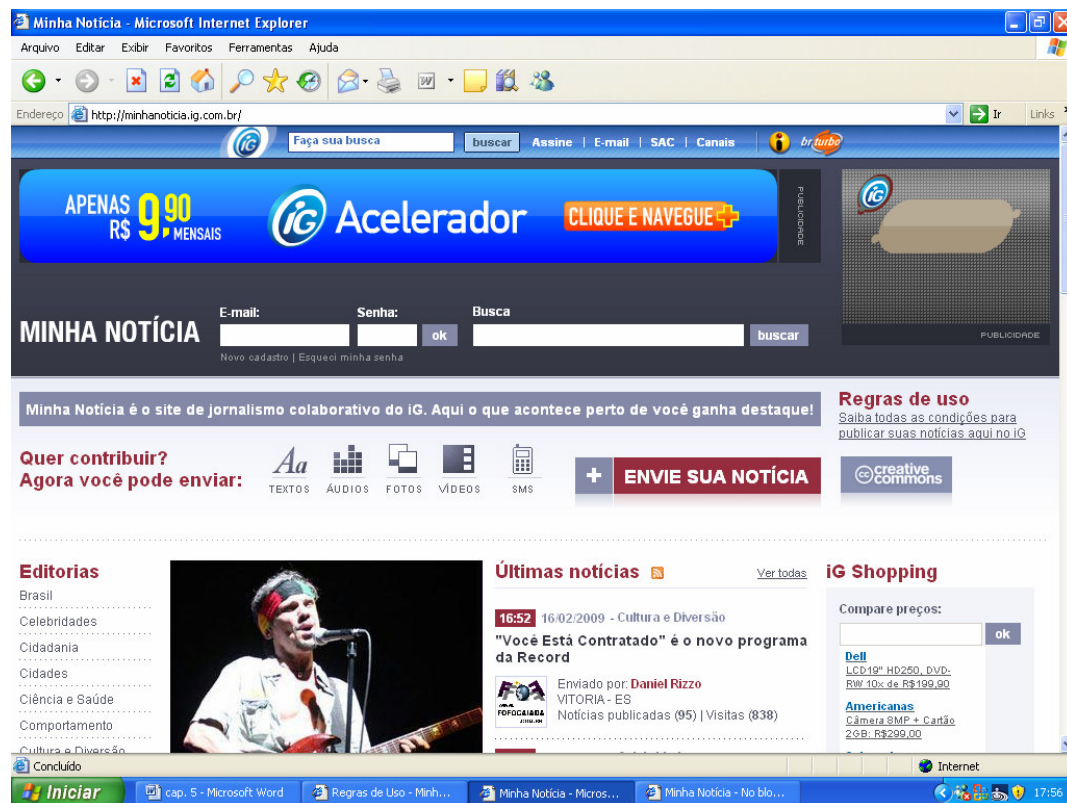 Minha Notícia - Microsoft Internet Explorer
Arquivo Editar Exibir Favoritos Ferramentas Ajuda
Endereço http://minhanoticia.ig.com.br/ Ir Links
iG Faça sua busca buscar Assine | E-mail | SAC | Canais br turbo
APENAS R$ 9,90 MENSAIS
iG Acelerador
CLIQUE E NAVEGUE+
PUBLICIDADE
iG
PUBLICIDADE
MINHA NOTÍCIA
E-mail: Senha: Busca
ok buscar
Novo cadastro | Esqueci minha senha
Minha Notícia é o site de jornalismo colaborativo do iG. Aqui o que acontece perto de você ganha destaque!
Regras de uso
Saiba todas as condições para
publicar suas notícias aqui no iG
Quer contribuir?
Agora você pode enviar:
Aa
TEXTOS ÁUDIOS FOTOS VÍDEOS SMS
+ ENVIE SUA NOTÍCIA
cc creative commons
Editorias
Brasil
Celebridades
Cidadania
Cidades
Ciência e Saúde
Comportamento
Cultura e Diversão
Últimas notícias Ver todas
16:52 16/02/2009 - Cultura e Diversão
"Você Está Contratado" é o novo programa
da Record
Enviado por: Daniel Rizzo
VITORIA - ES
Notícias publicadas (95) | Visitas (838)
iG Shopping
Compare preços:
ok
Dell
LCD19" HD250, DVD-
RW 10x de R$199,90
Americanas
Câmera 8MP + Cartão
2GB: R$299,00
Concluído Internet
Iniciar cap. 5 - Microsoft Word Regras de Uso - Minh... Minha Notícia - Micros... Minha Notícia - No blo... 17:56